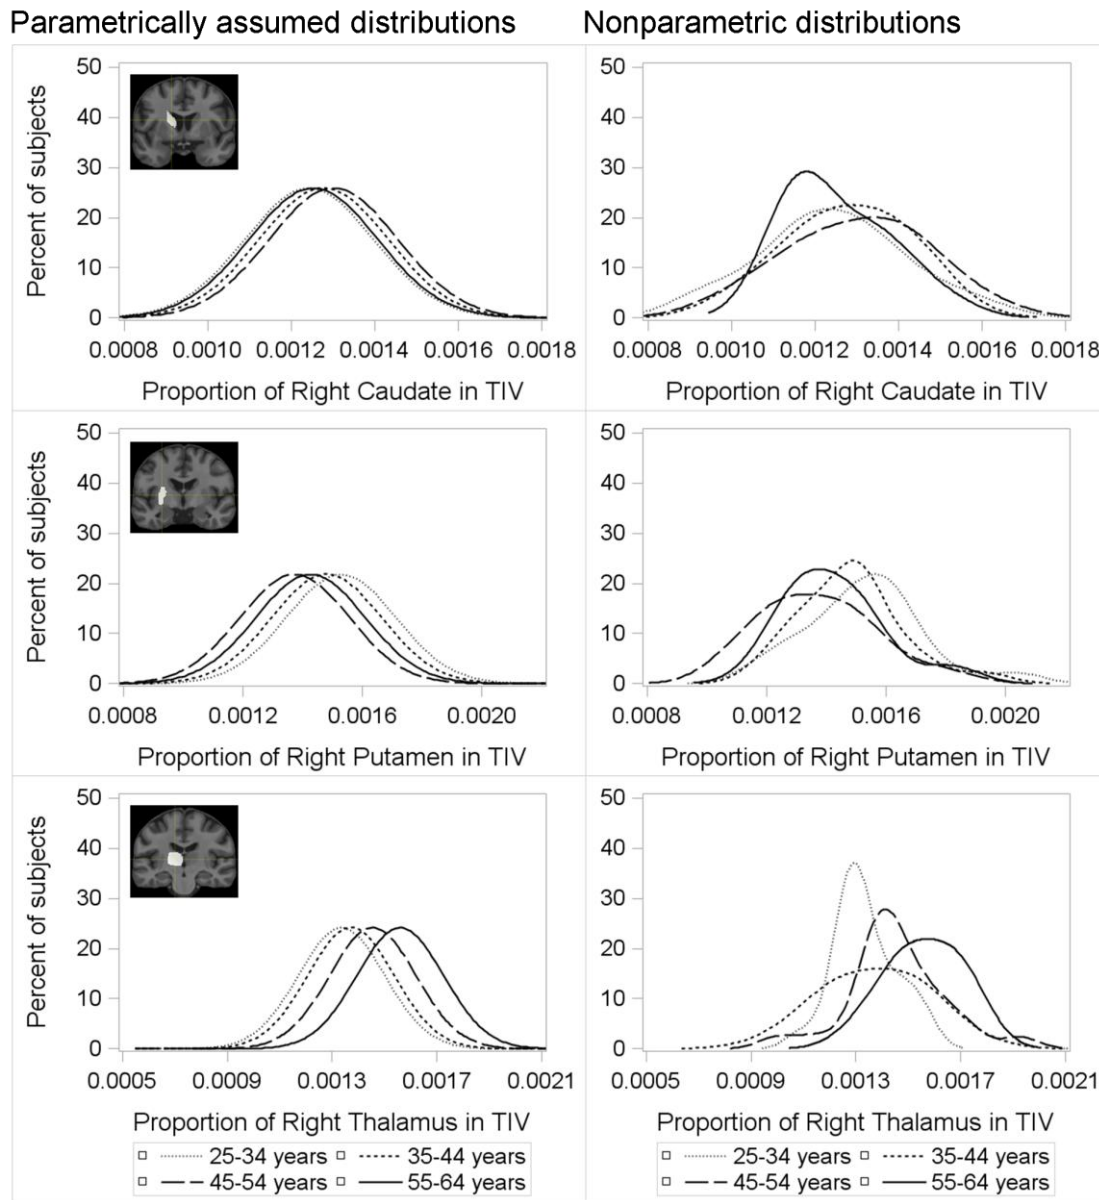 Parametrically assumed distributions
Nonparametric distributions
Percent of subjects
50
40
30
20
10
0
0.0008 0.0010 0.0012 0.0014 0.0016 0.0018
Proportion of Right Caudate in TIV
50
40
30
20
10
0
0.0008 0.0010 0.0012 0.0014 0.0016 0.0018
Proportion of Right Caudate in TIV
Percent of subjects
50
40
30
20
10
0
0.0008 0.0012 0.0016 0.0020
Proportion of Right Putamen in TIV
50
40
30
20
10
0
0.0008 0.0012 0.0016 0.0020
Proportion of Right Putamen in TIV
Percent of subjects
50
40
30
20
10
0
0.0005 0.0009 0.0013 0.0017 0.0021
Proportion of Right Thalamus in TIV
25-34 years 35-44 years
45-54 years 55-64 years
50
40
30
20
10
0
0.0005 0.0009 0.0013 0.0017 0.0021
Proportion of Right Thalamus in TIV
25-34 years 35-44 years
45-54 years 55-64 years